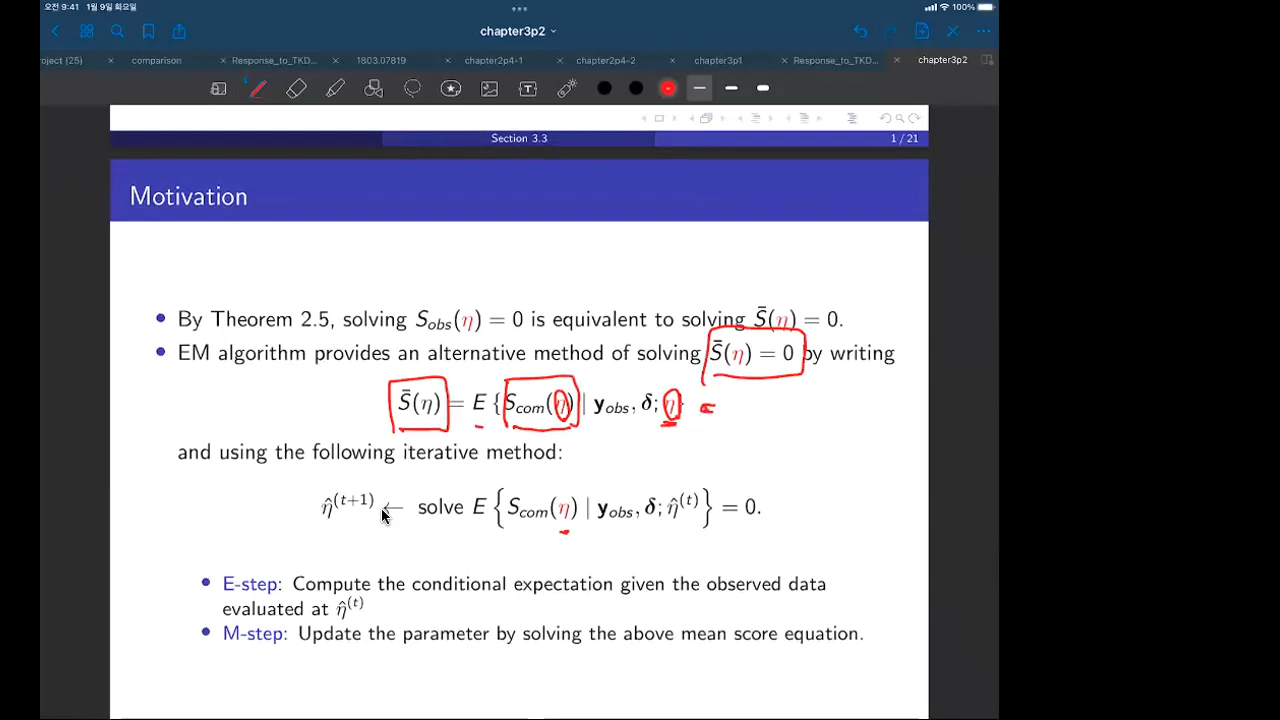 오전 9:41 1월 9일 화요일
100%
chapter3p2
roject (25) comparison Response_to_TKD... 1803.07819 chapter2p4-1 chapter2p4-2 chapter3p1 Response_to_TKD... chapter3p2
Section 3.3 1 / 21
Motivation
• By Theorem 2.5, solving S_obs(η) = 0 is equivalent to solving S̄(η) = 0.
• EM algorithm provides an alternative method of solving S̄(η) = 0 by writing
S̄(η) = E {S_com(η) | y_obs, δ; η}
and using the following iterative method:
η̂^(t+1) ← solve E {S_com(η) | y_obs, δ; η̂^(t)} = 0.
• E-step: Compute the conditional expectation given the observed data
evaluated at η̂^(t)
• M-step: Update the parameter by solving the above mean score equation.